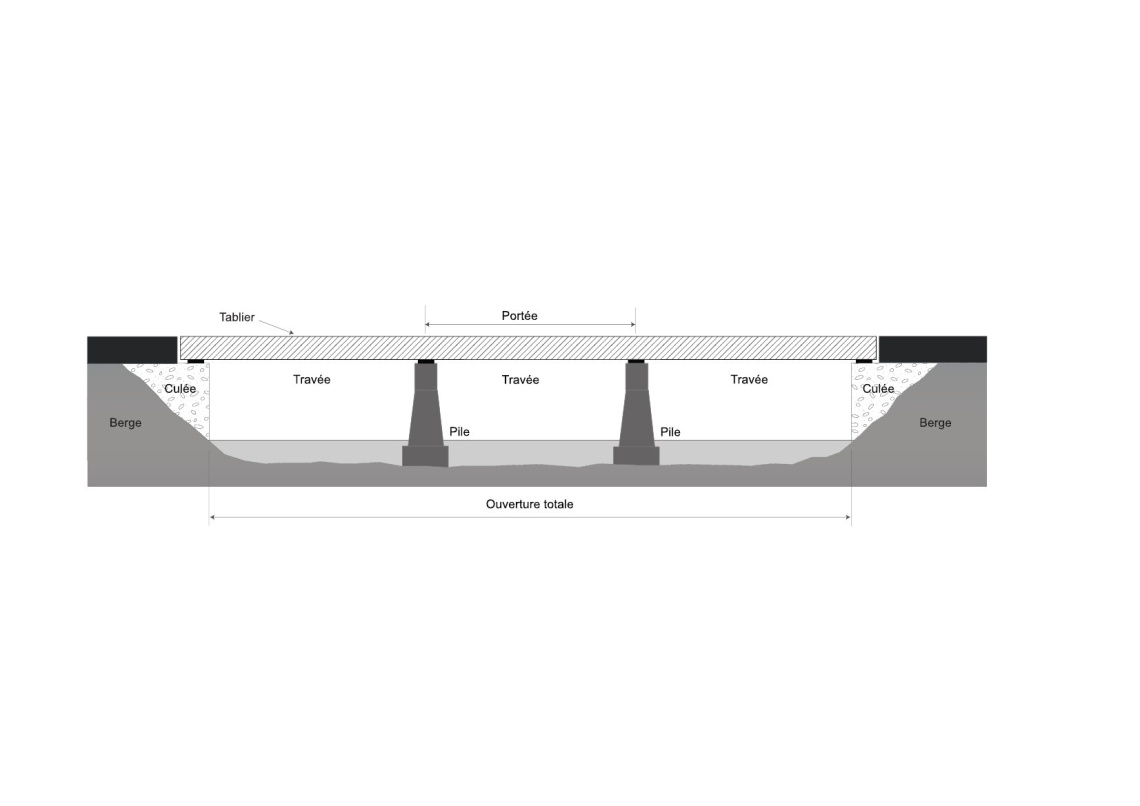 Portée
Tablier
Travée
Travée
Travée
Culée
Culée
Berge
Berge
Pile
Pile
Ouverture totale